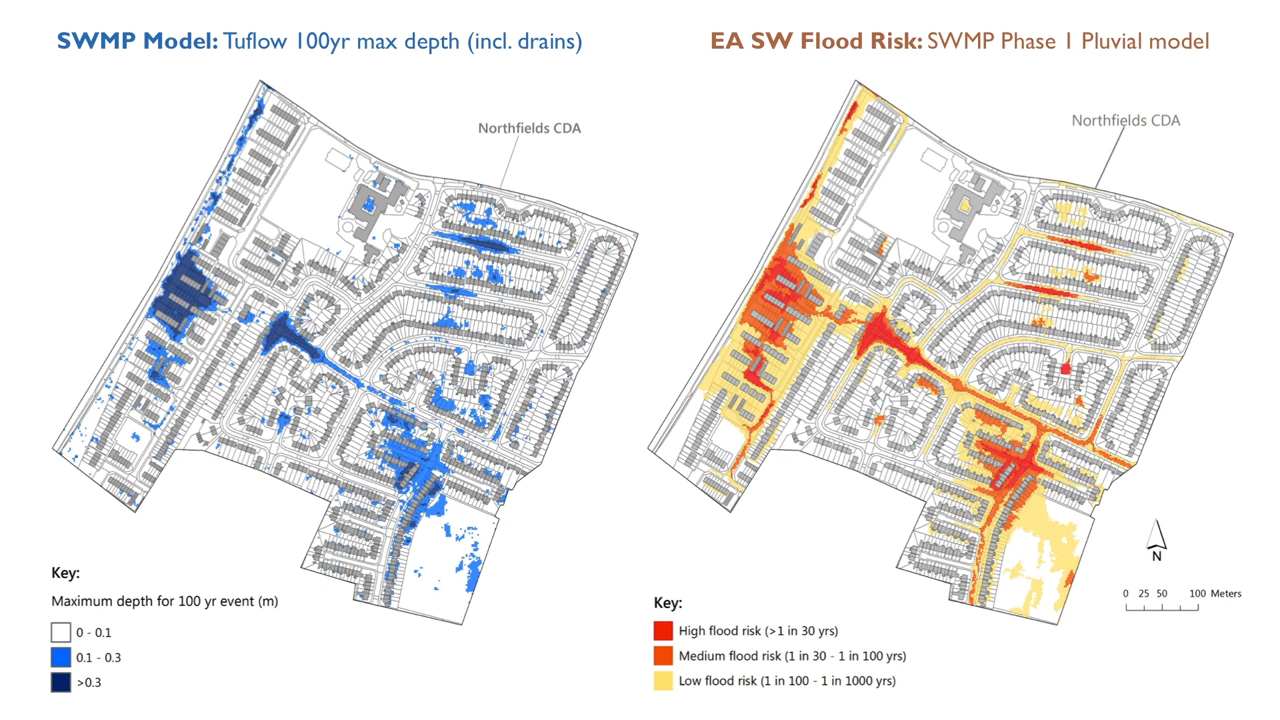 SWMP Model: Tuflow 100yr max depth (incl. drains)
EA SW Flood Risk: SWMP Phase 1 Pluvial model
Northfields CDA
Northfields CDA
Key:
Maximum depth for 100 yr event (m)
0 - 0.1
0.1 - 0.3
>0.3
Key:
High flood risk (>1 in 30 yrs)
Medium flood risk (1 in 30 - 1 in 100 yrs)
Low flood risk (1 in 100 - 1 in 1000 yrs)
N
0 25 50 100 Meters